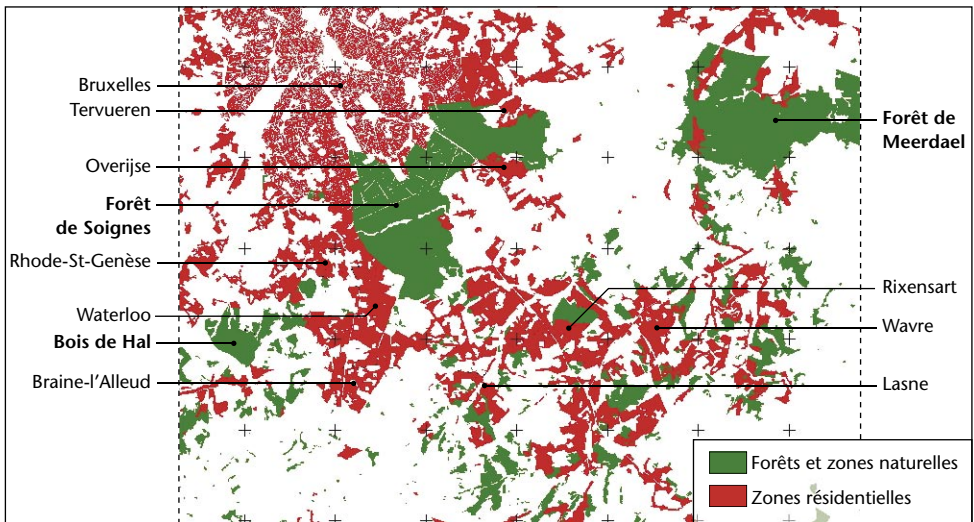 Bruxelles
Tervueren
Overijse
Forêt
de Soignes
Rhode-St-Genèse
Waterloo
Bois de Hal
Braine-l'Alleud
Forêt de
Meerdael
Rixensart
Wavre
Lasne
Forêts et zones naturelles
Zones résidentielles